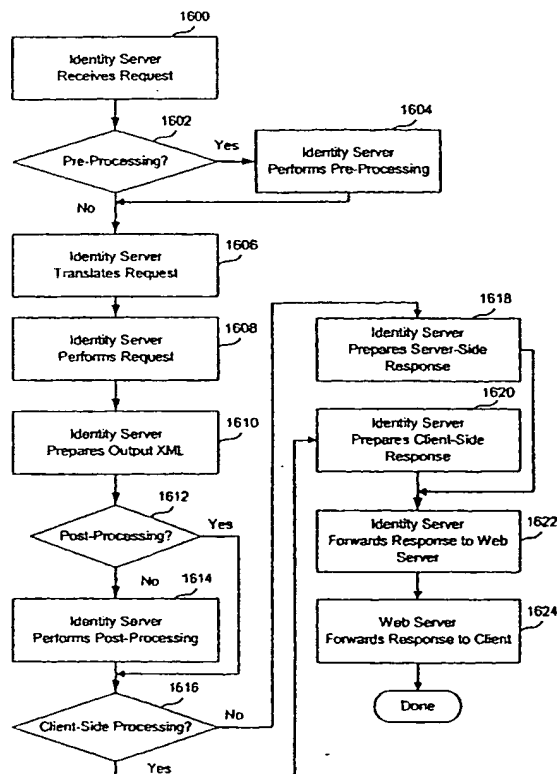 1600
Identity Server
Receives Request
1602
Pre-Processing?
Yes
No
1604
Identity Server
Performs Pre-Processing
Identity Server
Translates Request
1606
Identity Server
Performs Request
1608
Identity Server
Prepares Output XML
1610
1612
Post-Processing?
Yes
No
1614
Identity Server
Performs Post-Processing
1616
Client-Side Processing?
No
Yes
1618
Identity Server
Prepares Server-Side
Response
1620
Identity Server
Prepares Client-Side
Response
Identity Server
Forwards Response to Web
Server
1622
Web Server
Forwards Response to Client
1624
Done